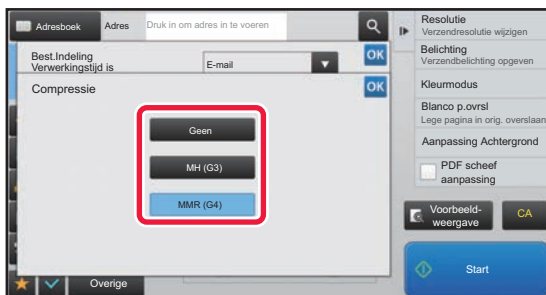 Adresboek
Adres
Druk in om adres in te voeren
Best.Indeling
Verwerkingstijd is
E-mail
OK
Compressie
OK
Geen
MH (G3)
MMR (G4)
Overige
Resolutie
Verzendresolutie wijzigen
Belichting
Verzendbelichting opgeven
Kleurmodus
Blanco p.ovrsl
Lege pagina in orig. overslaan
Aanpassing Achtergrond
PDF scheef
aanpassing
Voorbeeld-
weergave
CA
Start